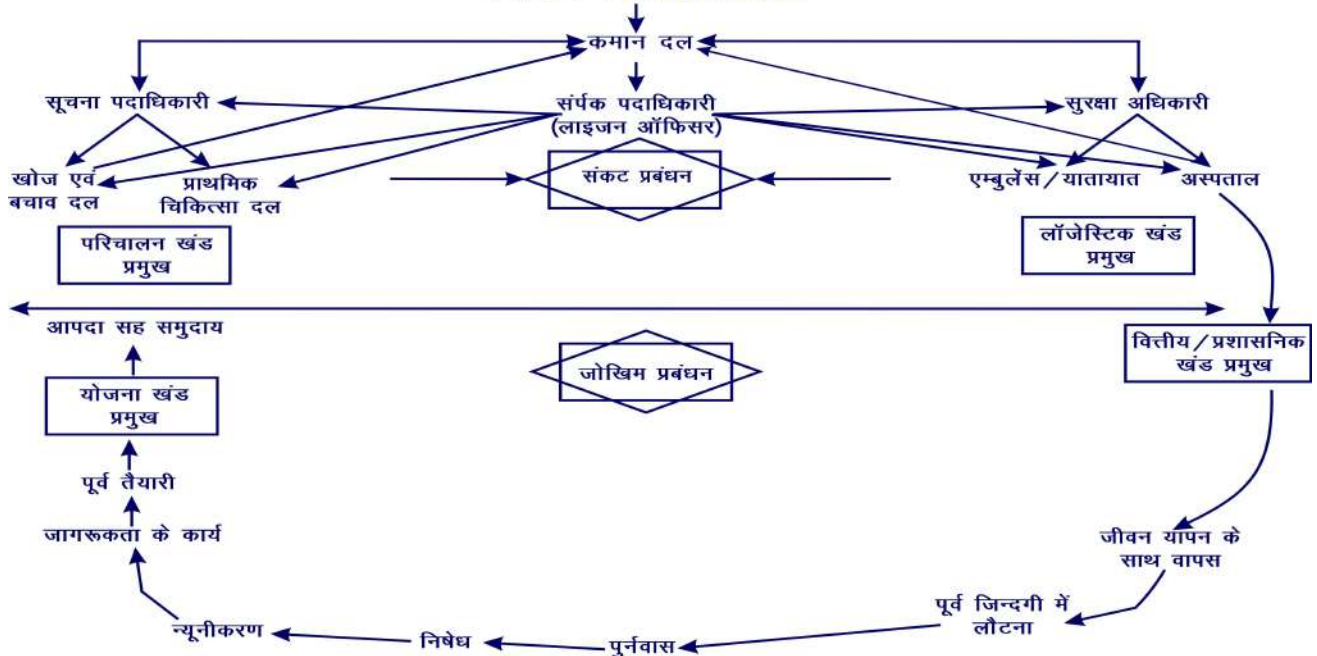 कमान दल
सूचना पदाधिकारी
संर्पक पदाधिकारी
(लाइजन ऑफिसर)
सुरक्षा अधिकारी
खोज एवं
बचाव दल
प्राथमिक
चिकित्सा दल
संकट प्रबंधन
एम्बुलेंस/यातायात
अस्पताल
परिचालन खंड
प्रमुख
लॉजेस्टिक खंड
प्रमुख
आपदा सह समुदाय
जोखिम प्रबंधन
वित्तीय/प्रशासनिक
खंड प्रमुख
योजना खंड
प्रमुख
पूर्व तैयारी
जागरूकता के कार्य
जीवन यापन के
साथ वापस
पूर्व जिन्दगी में
लौटना
न्यूनीकरण
निषेध
पुर्नवास